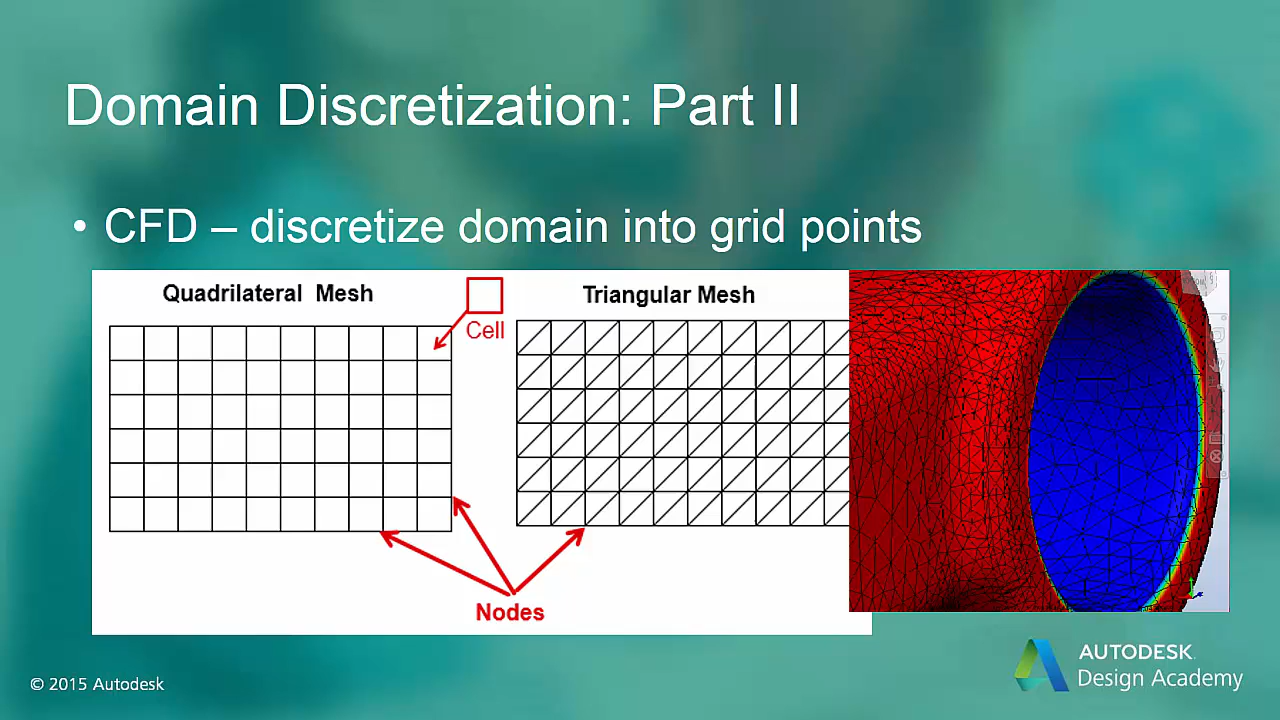 Domain Discretization: Part II
• CFD – discretize domain into grid points
Quadrilateral Mesh
Triangular Mesh
Cell
Nodes
© 2015 Autodesk
AUTODESK.
Design Academy